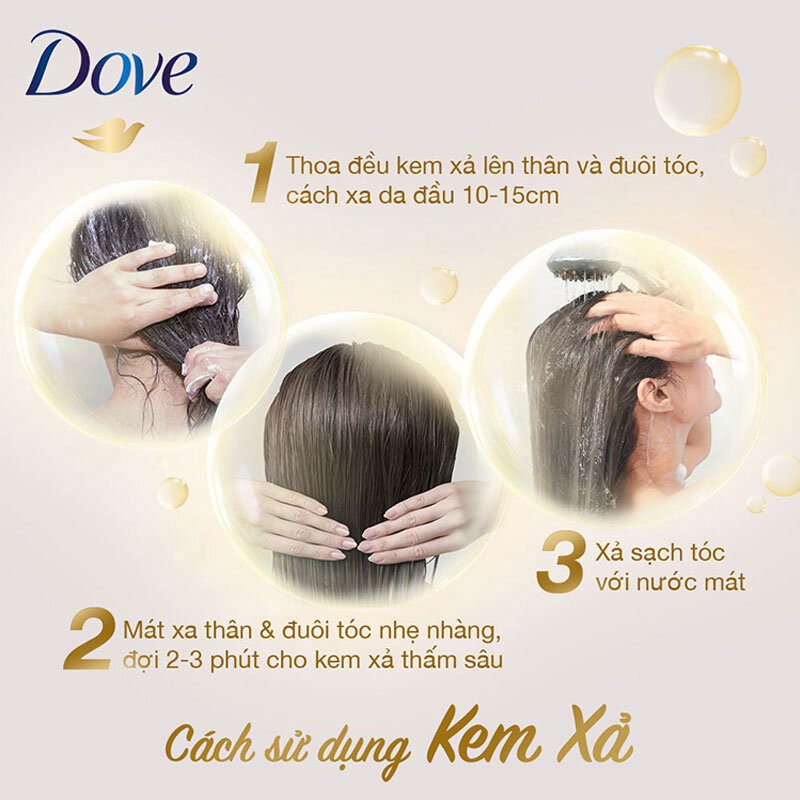 Dove
1 Thoa đều kem xả lên thân và đuôi tóc,
cách xa da đầu 10-15cm
3 Xả sạch tóc
với nước mát
2 Mát xa thân & đuôi tóc nhẹ nhàng,
đợi 2-3 phút cho kem xả thấm sâu
Cách sử dụng Kem Xả